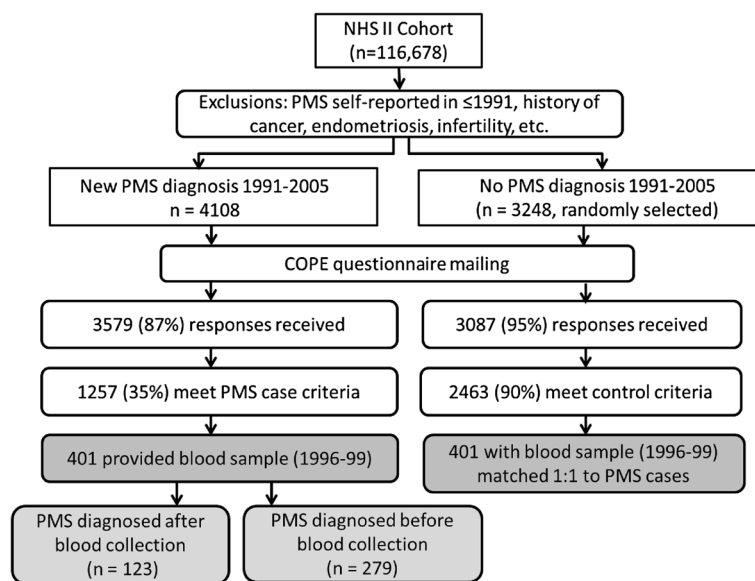 NHS II Cohort
(n=116,678)
Exclusions: PMS self-reported in ≤1991, history of
cancer, endometriosis, infertility, etc.
New PMS diagnosis 1991-2005
n = 4108
No PMS diagnosis 1991-2005
(n = 3248, randomly selected)
COPE questionnaire mailing
3579 (87%) responses received
3087 (95%) responses received
1257 (35%) meet PMS case criteria
2463 (90%) meet control criteria
401 provided blood sample (1996-99)
401 with blood sample (1996-99)
matched 1:1 to PMS cases
PMS diagnosed after
blood collection
(n = 123)
PMS diagnosed before
blood collection
(n = 279)